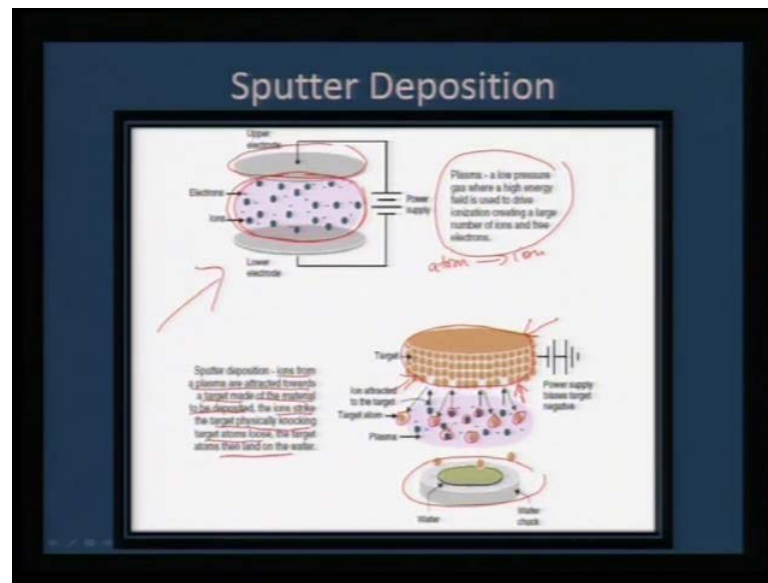 Sputter Deposition
Upper
electrode
Electrons
Ions
Power
supply
Lower
electrode
Plasma - a low pressure
gas where a high energy
field is used to drive
ionization creating a large
number of ions and free
electrons.
atom → ion
Sputter deposition - ions from
a plasma are attracted towards
a target made of the material
to be deposited, the ions strike
the target physically knocking
target atoms loose, the target
atoms then land on the wafer.
Target
Ion attracted
to the target
Target atom
Plasma
Power supply
biases target
negative.
Wafer
Wafer
chuck